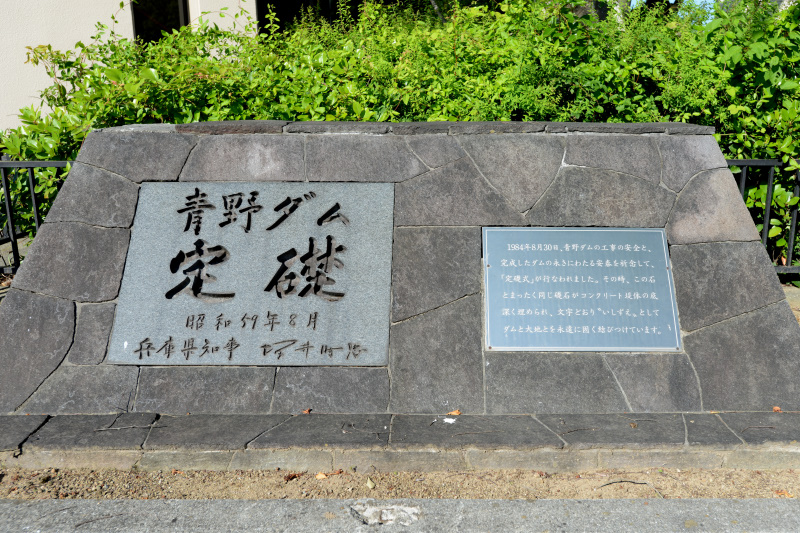 青野ダム
定礎
昭和59年8月
兵庫県知事 坂井時忠
1984年8月30日、青野ダムの工事の安全と、
完成したダムの永きにわたる安泰を祈念して、
「定礎式」が行なわれました。その時、この石
とまったく同じ礎石がコンクリート堤体の底
深く埋められ、文字どおり“いしずえ„として
ダムと大地とを永遠に固く結びつけています。